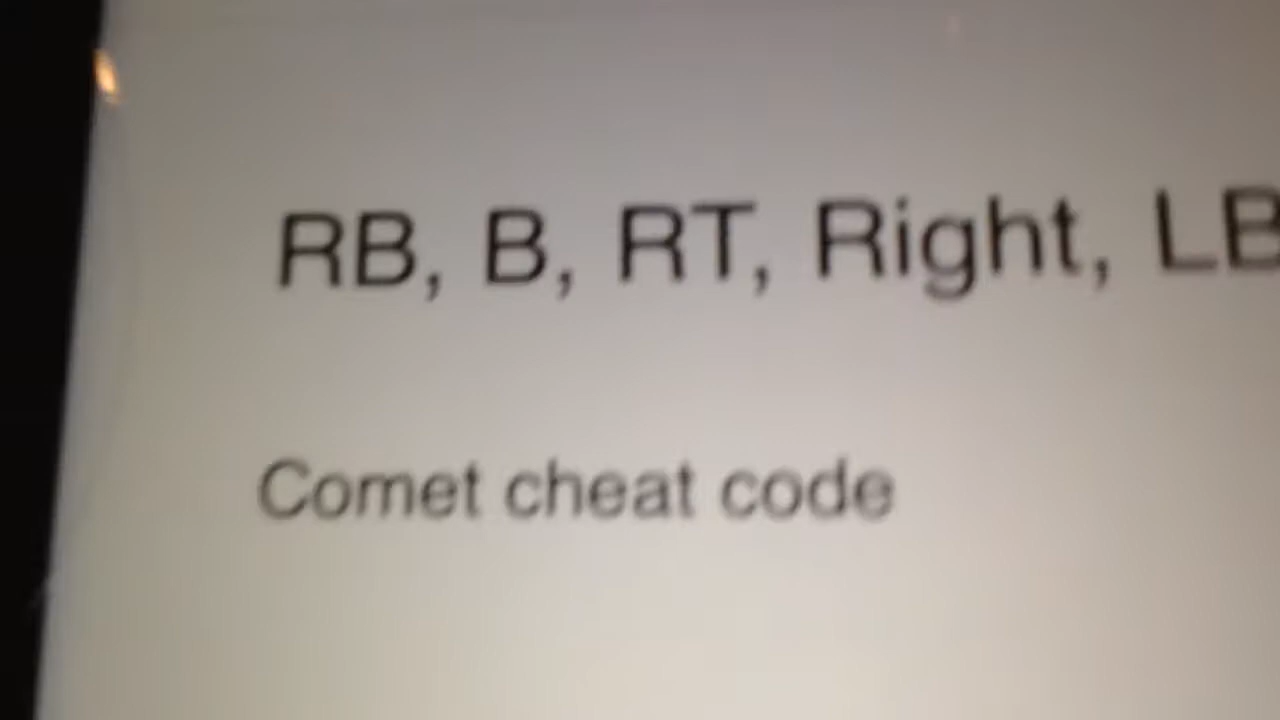 RB, B, RT, Right, LB
Comet cheat code